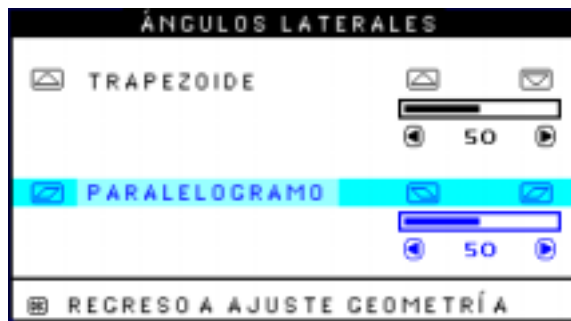 ÁNGULOS LATERALES
TRAPEZOIDE
50
PARALELOGRAMO
50
REGRESO A AJUSTE GEOMETRÍA